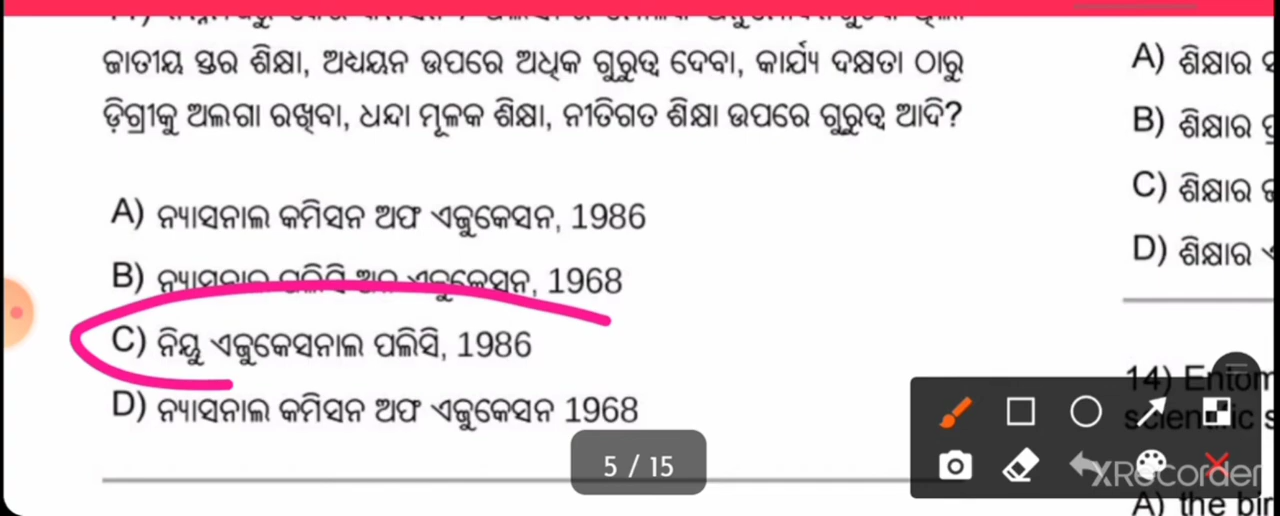 ଜାତୀୟ ସ୍ତର ଶିକ୍ଷା, ଅଧ୍ୟୟନ ଉପରେ ଅଧିକ ଗୁରୁତ୍ୱ ଦେବା, କାର୍ଯ୍ୟ ଦକ୍ଷତା ଠାରୁ
ଡ଼ିଗ୍ରୀକୁ ଅଲଗା ରଖିବା, ଧନ୍ଦା ମୂଳକ ଶିକ୍ଷା, ନୀତିଗତ ଶିକ୍ଷା ଉପରେ ଗୁରୁତ୍ୱ ଆଦି?
A) ନ୍ୟାସନାଲ କମିସନ ଅଫ ଏଜୁକେସନ, 1986
B) ନ୍ୟାସନାଲ ପଲିସି ଅନ ଏଜୁକେସନ, 1968
C) ନିୟୁ ଏଜୁକେସନାଲ ପଲିସି, 1986
D) ନ୍ୟାସନାଲ କମିସନ ଅଫ ଏଜୁକେସନ 1968
5 / 15
A) ଶିକ୍ଷାର
B) ଶିକ୍ଷାର
C) ଶିକ୍ଷାର
D) ଶିକ୍ଷାର
14)
XRecorder
A) the